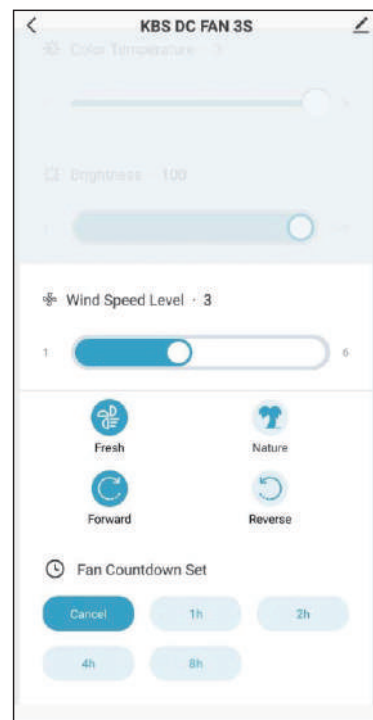 KBS DC FAN 3S
Color Temperature · 3
Brightness · 100
Wind Speed Level · 3
1 6
Fresh Nature
Forward Reverse
Fan Countdown Set
Cancel 1h 2h
4h 8h